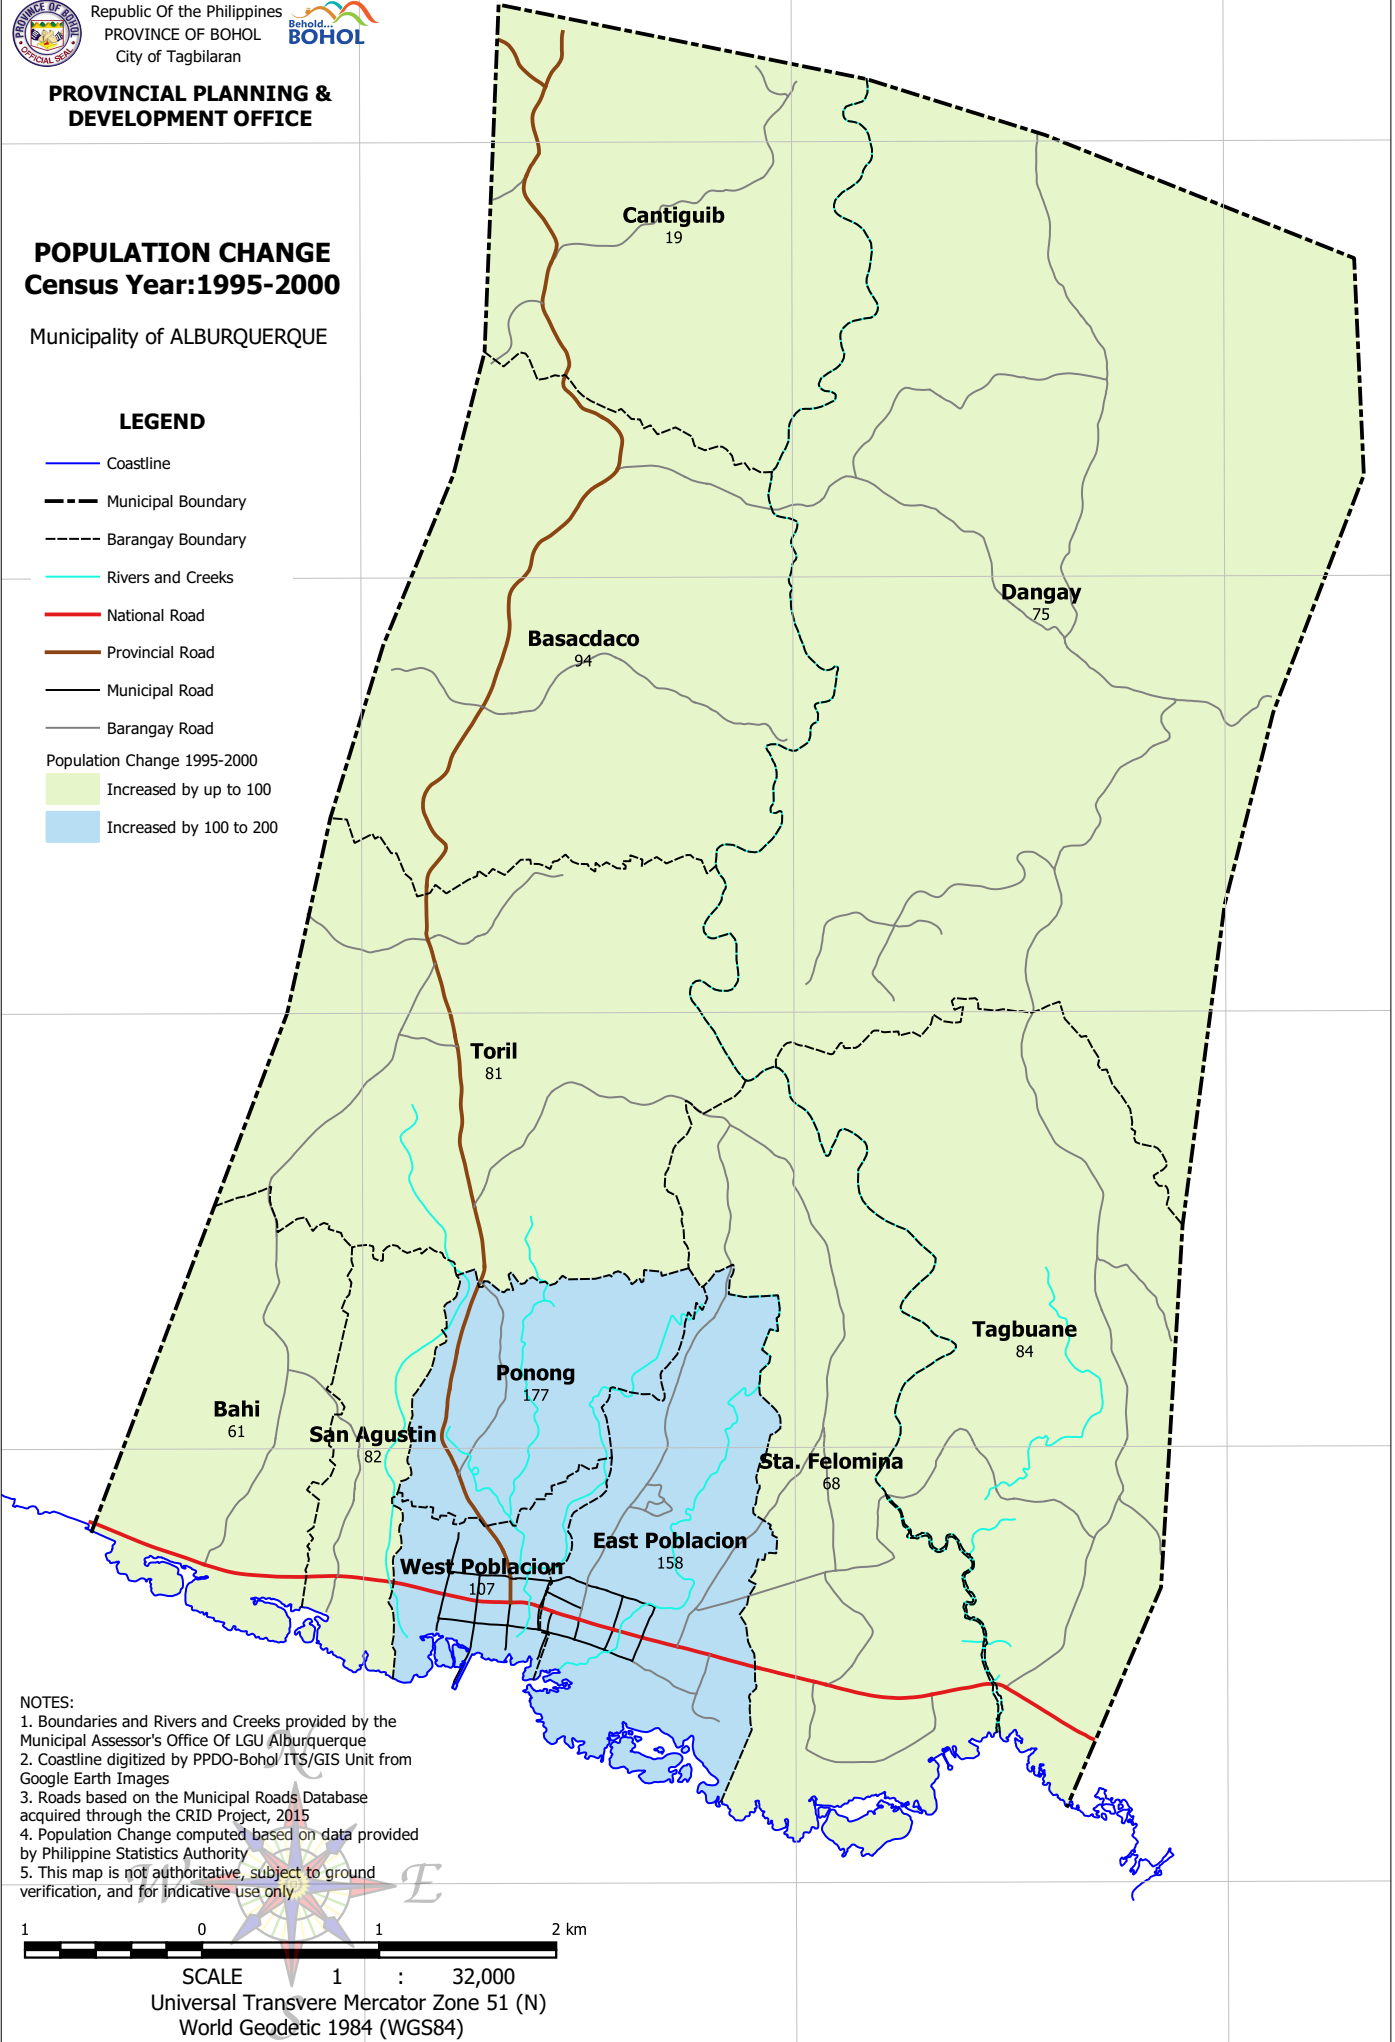 PROVINCE OF BOHOL
OFFICIAL SEAL
Republic Of the Philippines
PROVINCE OF BOHOL
City of Tagbilaran
Behold...
BOHOL
PROVINCIAL PLANNING &
DEVELOPMENT OFFICE
POPULATION CHANGE
Census Year:1995-2000
Municipality of ALBURQUERQUE
LEGEND
Coastline
Municipal Boundary
Barangay Boundary
Rivers and Creeks
National Road
Provincial Road
Municipal Road
Barangay Road
Population Change 1995-2000
Increased by up to 100
Increased by 100 to 200
Cantiguib
19
Dangay
75
Basacdaco
94
Toril
81
Tagbuane
84
Ponong
177
Bahi
61
San Agustin
82
Sta. Felomina
68
East Poblacion
158
West Poblacion
107
NOTES:
1. Boundaries and Rivers and Creeks provided by the
Municipal Assessor's Office Of LGU Alburquerque
2. Coastline digitized by PPDO-Bohol ITS/GIS Unit from
Google Earth Images
3. Roads based on the Municipal Roads Database
acquired through the CRID Project, 2015
4. Population Change computed based on data provided
by Philippine Statistics Authority
5. This map is not authoritative, subject to ground
verification, and for indicative use only
N
W
E
S
1 0 1 2 km
SCALE 1 : 32,000
Universal Transvere Mercator Zone 51 (N)
World Geodetic 1984 (WGS84)